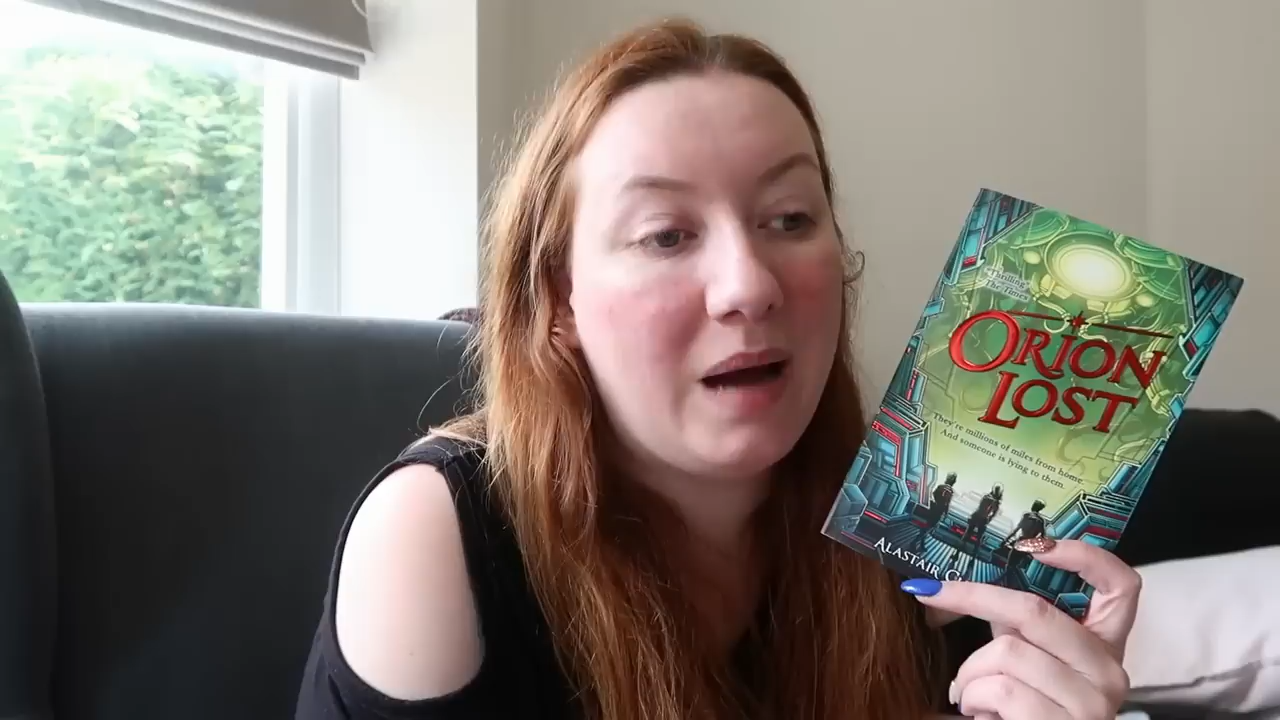 "Thrilling"
The Times
ORION
LOST
They're millions of miles from home.
And someone is lying to them.
ALASTAIR